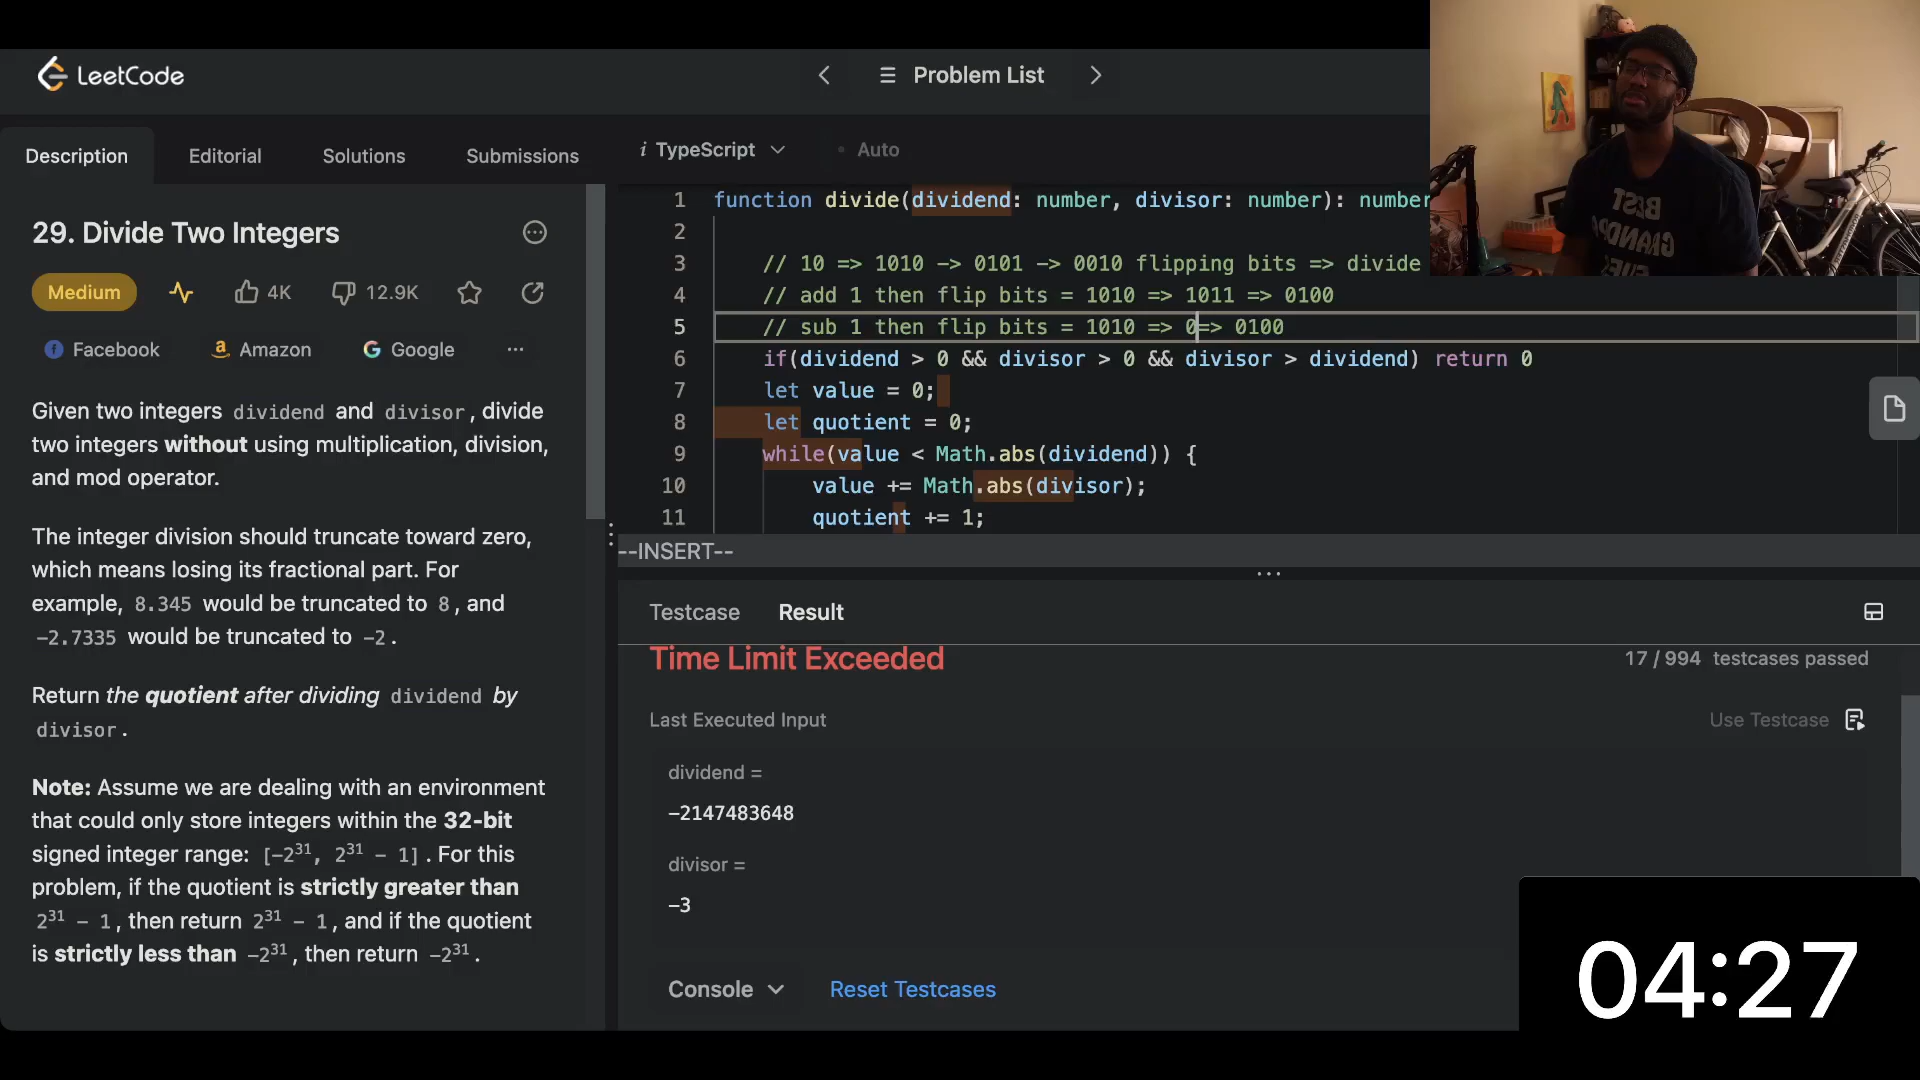 LeetCode
Problem List
Description
Editorial
Solutions
Submissions
i TypeScript
• Auto
29. Divide Two Integers
Medium
4K
12.9K
Facebook
Amazon
Google
Given two integers dividend and divisor, divide
two integers without using multiplication, division,
and mod operator.
The integer division should truncate toward zero,
which means losing its fractional part. For
example, 8.345 would be truncated to 8, and
-2.7335 would be truncated to -2.
Return the quotient after dividing dividend by
divisor.
Note: Assume we are dealing with an environment
that could only store integers within the 32-bit
signed integer range: [-2³¹, 2³¹ - 1]. For this
problem, if the quotient is strictly greater than
2³¹ - 1, then return 2³¹ - 1, and if the quotient
is strictly less than -2³¹, then return -2³¹.
1 function divide(dividend: number, divisor: number): number
2
3 // 10 => 1010 -> 0101 -> 0010 flipping bits => divide
4 // add 1 then flip bits = 1010 => 1011 => 0100
5 // sub 1 then flip bits = 1010 => 0=> 0100
6 if(dividend > 0 && divisor > 0 && divisor > dividend) return 0
7 let value = 0;
8 let quotient = 0;
9 while(value < Math.abs(dividend)) {
10 value += Math.abs(divisor);
11 quotient += 1;
--INSERT--
Testcase
Result
Time Limit Exceeded
17 / 994 testcases passed
Last Executed Input
Use Testcase
dividend =
-2147483648
divisor =
-3
Console
Reset Testcases
04:27
BEST